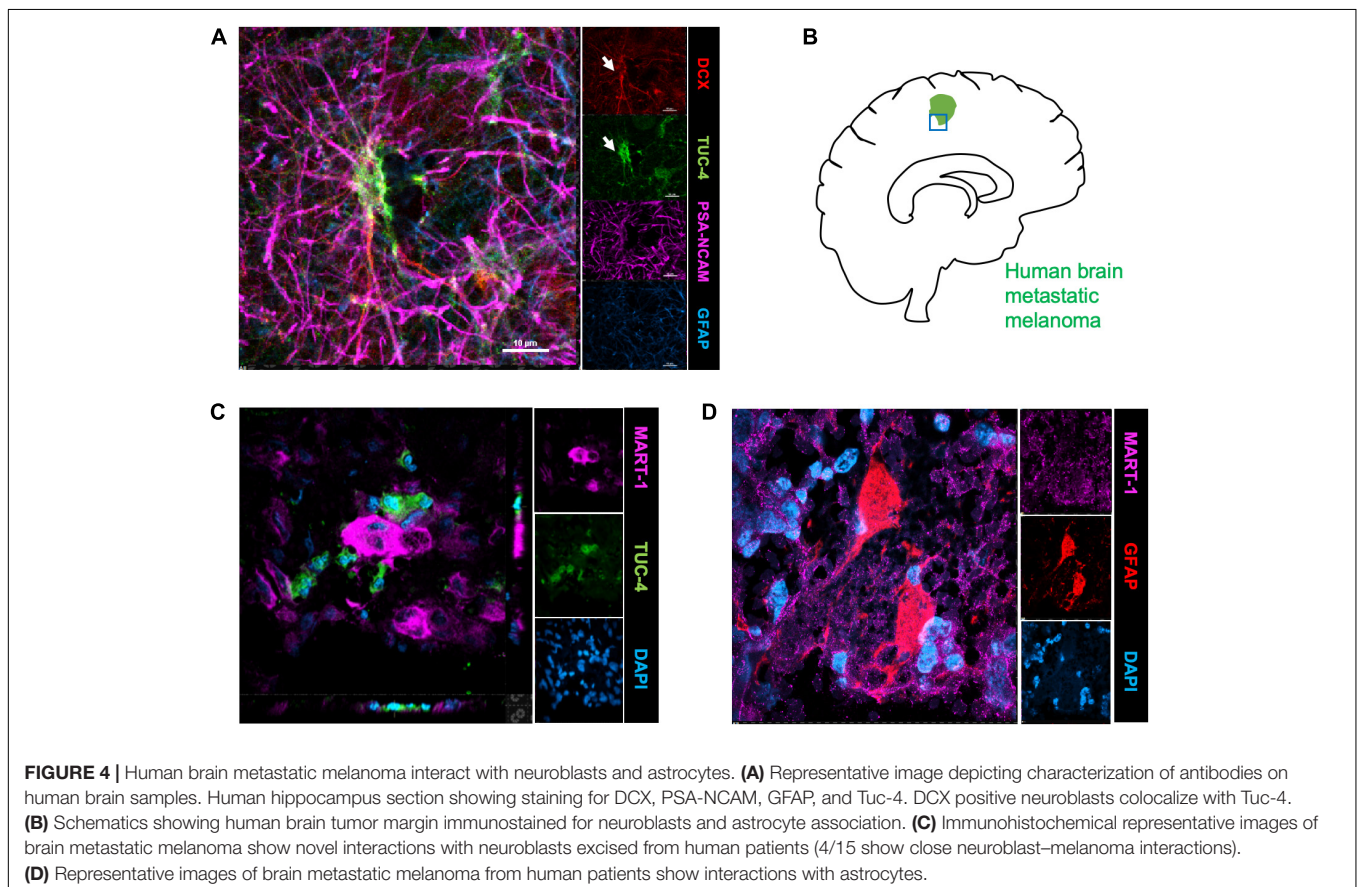 A
DCX
TUC-4
PSA-NCAM
GFAP
10 µm
B
Human brain
metastatic
melanoma
C
MART-1
TUC-4
DAPI
D
MART-1
GFAP
DAPI
FIGURE 4 | Human brain metastatic melanoma interact with neuroblasts and astrocytes. (A) Representative image depicting characterization of antibodies on
human brain samples. Human hippocampus section showing staining for DCX, PSA-NCAM, GFAP, and Tuc-4. DCX positive neuroblasts colocalize with Tuc-4.
(B) Schematics showing human brain tumor margin immunostained for neuroblasts and astrocyte association. (C) Immunohistochemical representative images of
brain metastatic melanoma show novel interactions with neuroblasts excised from human patients (4/15 show close neuroblast–melanoma interactions).
(D) Representative images of brain metastatic melanoma from human patients show interactions with astrocytes.